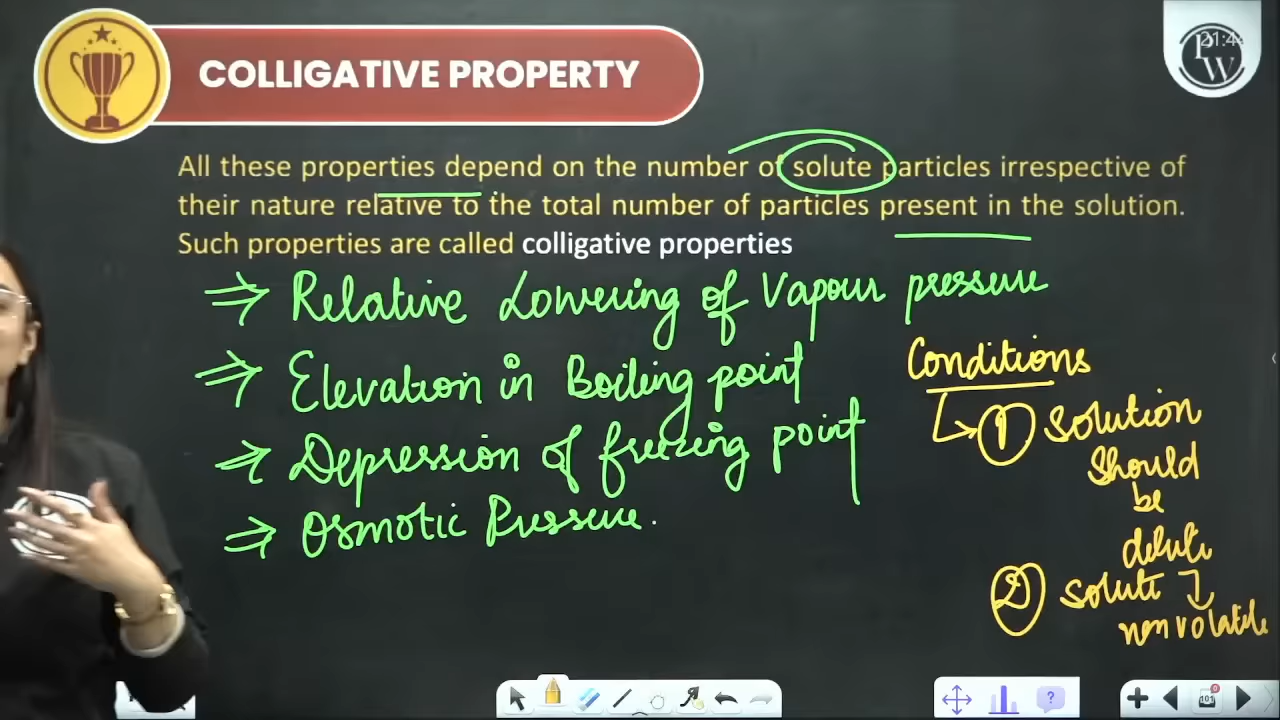 COLLIGATIVE PROPERTY
All these properties depend on the number of solute particles irrespective of
their nature relative to the total number of particles present in the solution.
Such properties are called colligative properties
⇒ Relative Lowering of Vapour pressure
⇒ Elevation in Boiling point
⇒ Depression of freezing point
⇒ Osmotic Pressure.
Conditions
① Solution
should
be
dilute
② Solute
non volatile
PW
101